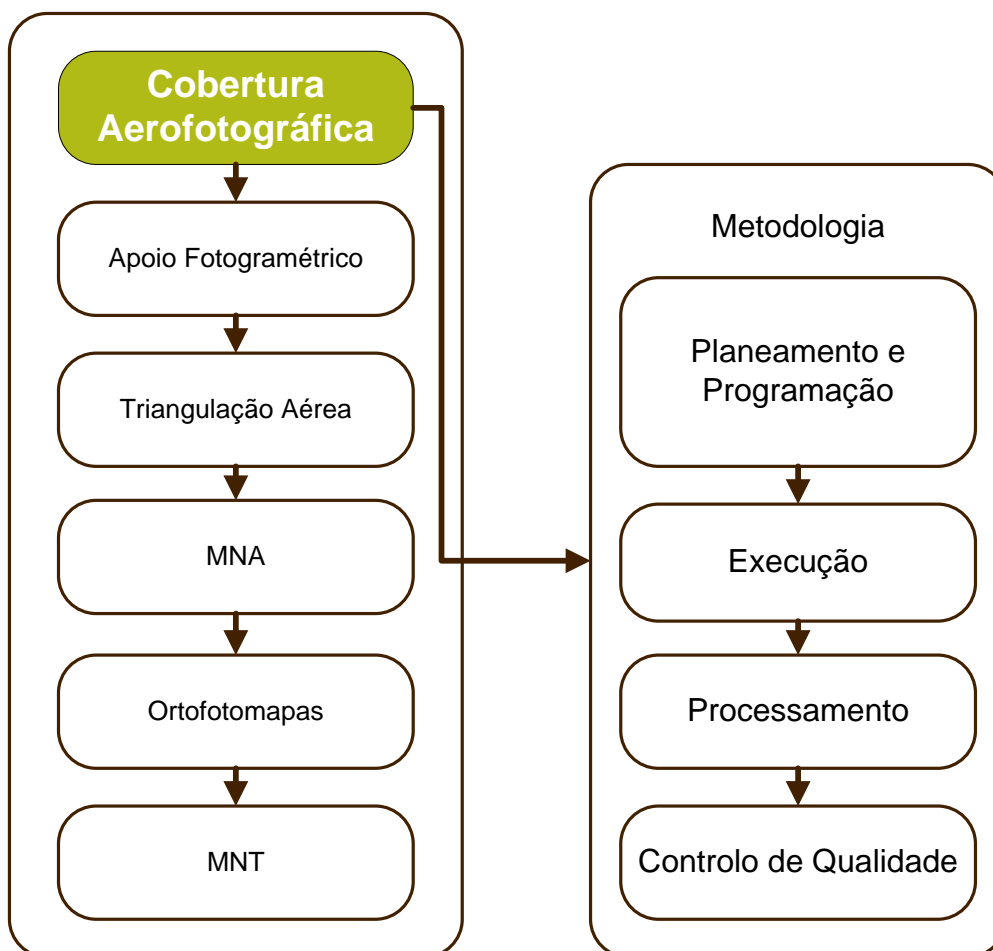 Cobertura
Aerofotográfica
Apoio Fotogramétrico
Triangulação Aérea
MNA
Ortofotomapas
MNT
Metodologia
Planeamento e
Programação
Execução
Processamento
Controlo de Qualidade